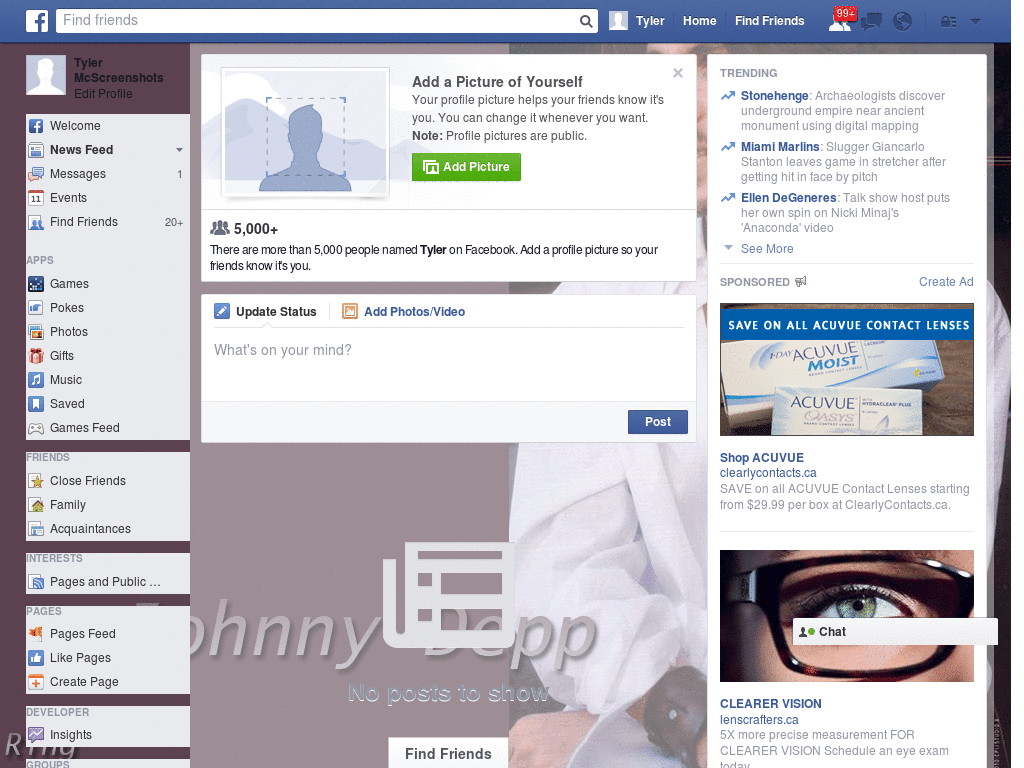 Find friends
Tyler
Home
Find Friends
99+
Tyler
McScreenshots
Edit Profile
Welcome
News Feed
Messages 1
Events
Find Friends 20+
APPS
Games
Pokes
Photos
Gifts
Music
Saved
Games Feed
FRIENDS
Close Friends
Family
Acquaintances
INTERESTS
Pages and Public ...
PAGES
Pages Feed
Like Pages
Create Page
DEVELOPER
Insights
GROUPS
Add a Picture of Yourself
Your profile picture helps your friends know it's
you. You can change it whenever you want.
Note: Profile pictures are public.
Add Picture
5,000+
There are more than 5,000 people named Tyler on Facebook. Add a profile picture so your
friends know it's you.
Update Status
Add Photos/Video
What's on your mind?
Post
Johnny Depp
No posts to show
Find Friends
TRENDING
Stonehenge: Archaeologists discover
underground empire near ancient
monument using digital mapping
Miami Marlins: Slugger Giancarlo
Stanton leaves game in stretcher after
getting hit in face by pitch
Ellen DeGeneres: Talk show host puts
her own spin on Nicki Minaj's
'Anaconda' video
See More
SPONSORED
Create Ad
SAVE ON ALL ACUVUE CONTACT LENSES
1-DAY ACUVUE
MOIST
ACUVUE
OASYS
HYDRACLEAR PLUS
Shop ACUVUE
clearlycontacts.ca
SAVE on all ACUVUE Contact Lenses starting
from $29.99 per box at ClearlyContacts.ca.
Chat
CLEARER VISION
lenscrafters.ca
5X more precise measurement FOR
CLEARER VISION Schedule an eye exam
today